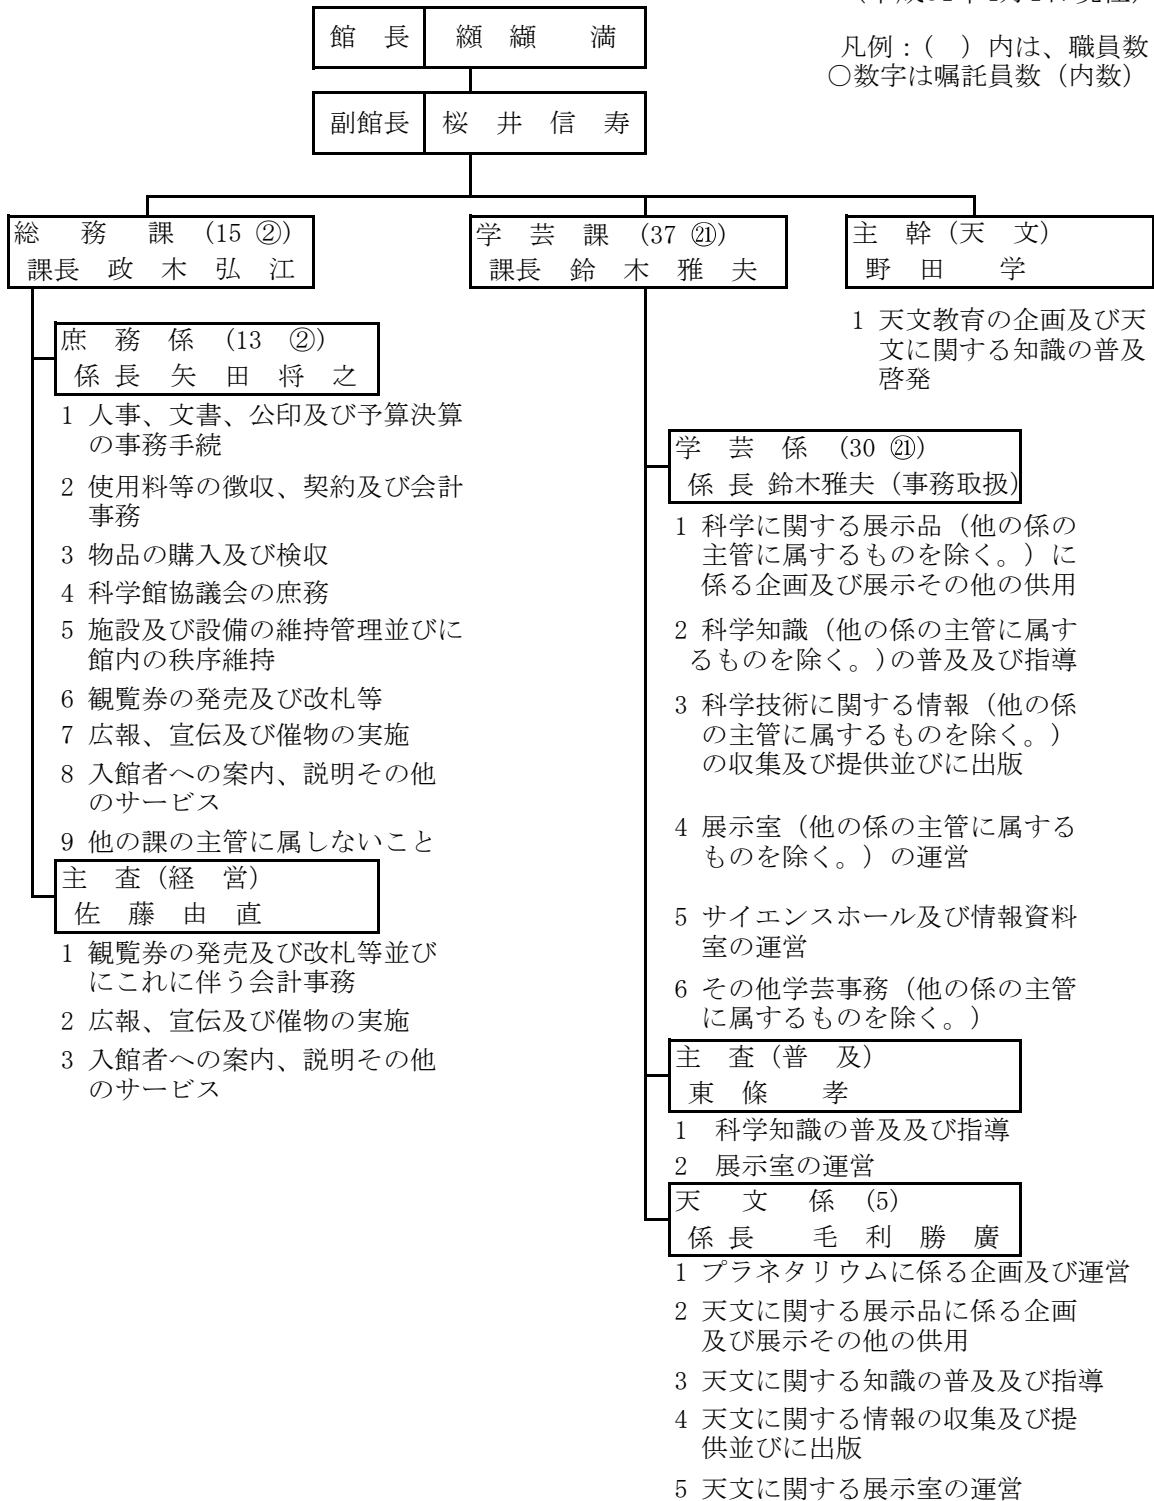 館　長　纐　纈　　満
凡例：(　) 内は、職員数
○数字は嘱託員数（内数）
副館長　桜　井　信　寿
総　務　課　(15 ②)
課長　政　木　弘　江
庶　務　係　(13　②)
係 長　矢　田　将　之
1 人事、文書、公印及び予算決算
の事務手続
2 使用料等の徴収、契約及び会計
事務
3 物品の購入及び検収
4 科学館協議会の庶務
5 施設及び設備の維持管理並びに
館内の秩序維持
6 観覧券の発売及び改札等
7 広報、宣伝及び催物の実施
8 入館者への案内、説明その他
のサービス
9 他の課の主管に属しないこと
主　査（経　営）
佐　藤　由　直
1 観覧券の発売及び改札等並び
にこれに伴う会計事務
2 広報、宣伝及び催物の実施
3 入館者への案内、説明その他
のサービス
学　芸　課　(37 ㉑)
課長　鈴　木　雅　夫
学　芸　係　(30 ㉑)
係 長 鈴木雅夫（事務取扱）
1 科学に関する展示品（他の係の
主管に属するものを除く。）に
係る企画及び展示その他の供用
2 科学知識（他の係の主管に属す
るものを除く。)の普及及び指導
3 科学技術に関する情報（他の係
の主管に属するものを除く。）
の収集及び提供並びに出版
4 展示室（他の係の主管に属する
ものを除く。）の運営
5 サイエンスホール及び情報資料
室の運営
6 その他学芸事務（他の係の主管
に属するものを除く。）
主　査（普　及）
東　條　　孝
1　科学知識の普及及び指導
2　展示室の運営
天　文　係　(5)
係 長　毛　利　勝　廣
1 プラネタリウムに係る企画及び運営
2 天文に関する展示品に係る企画
及び展示その他の供用
3 天文に関する知識の普及及び指導
4 天文に関する情報の収集及び提
供並びに出版
5 天文に関する展示室の運営
主　幹（天　文）
野　田　　学
1 天文教育の企画及び天
文に関する知識の普及
啓発